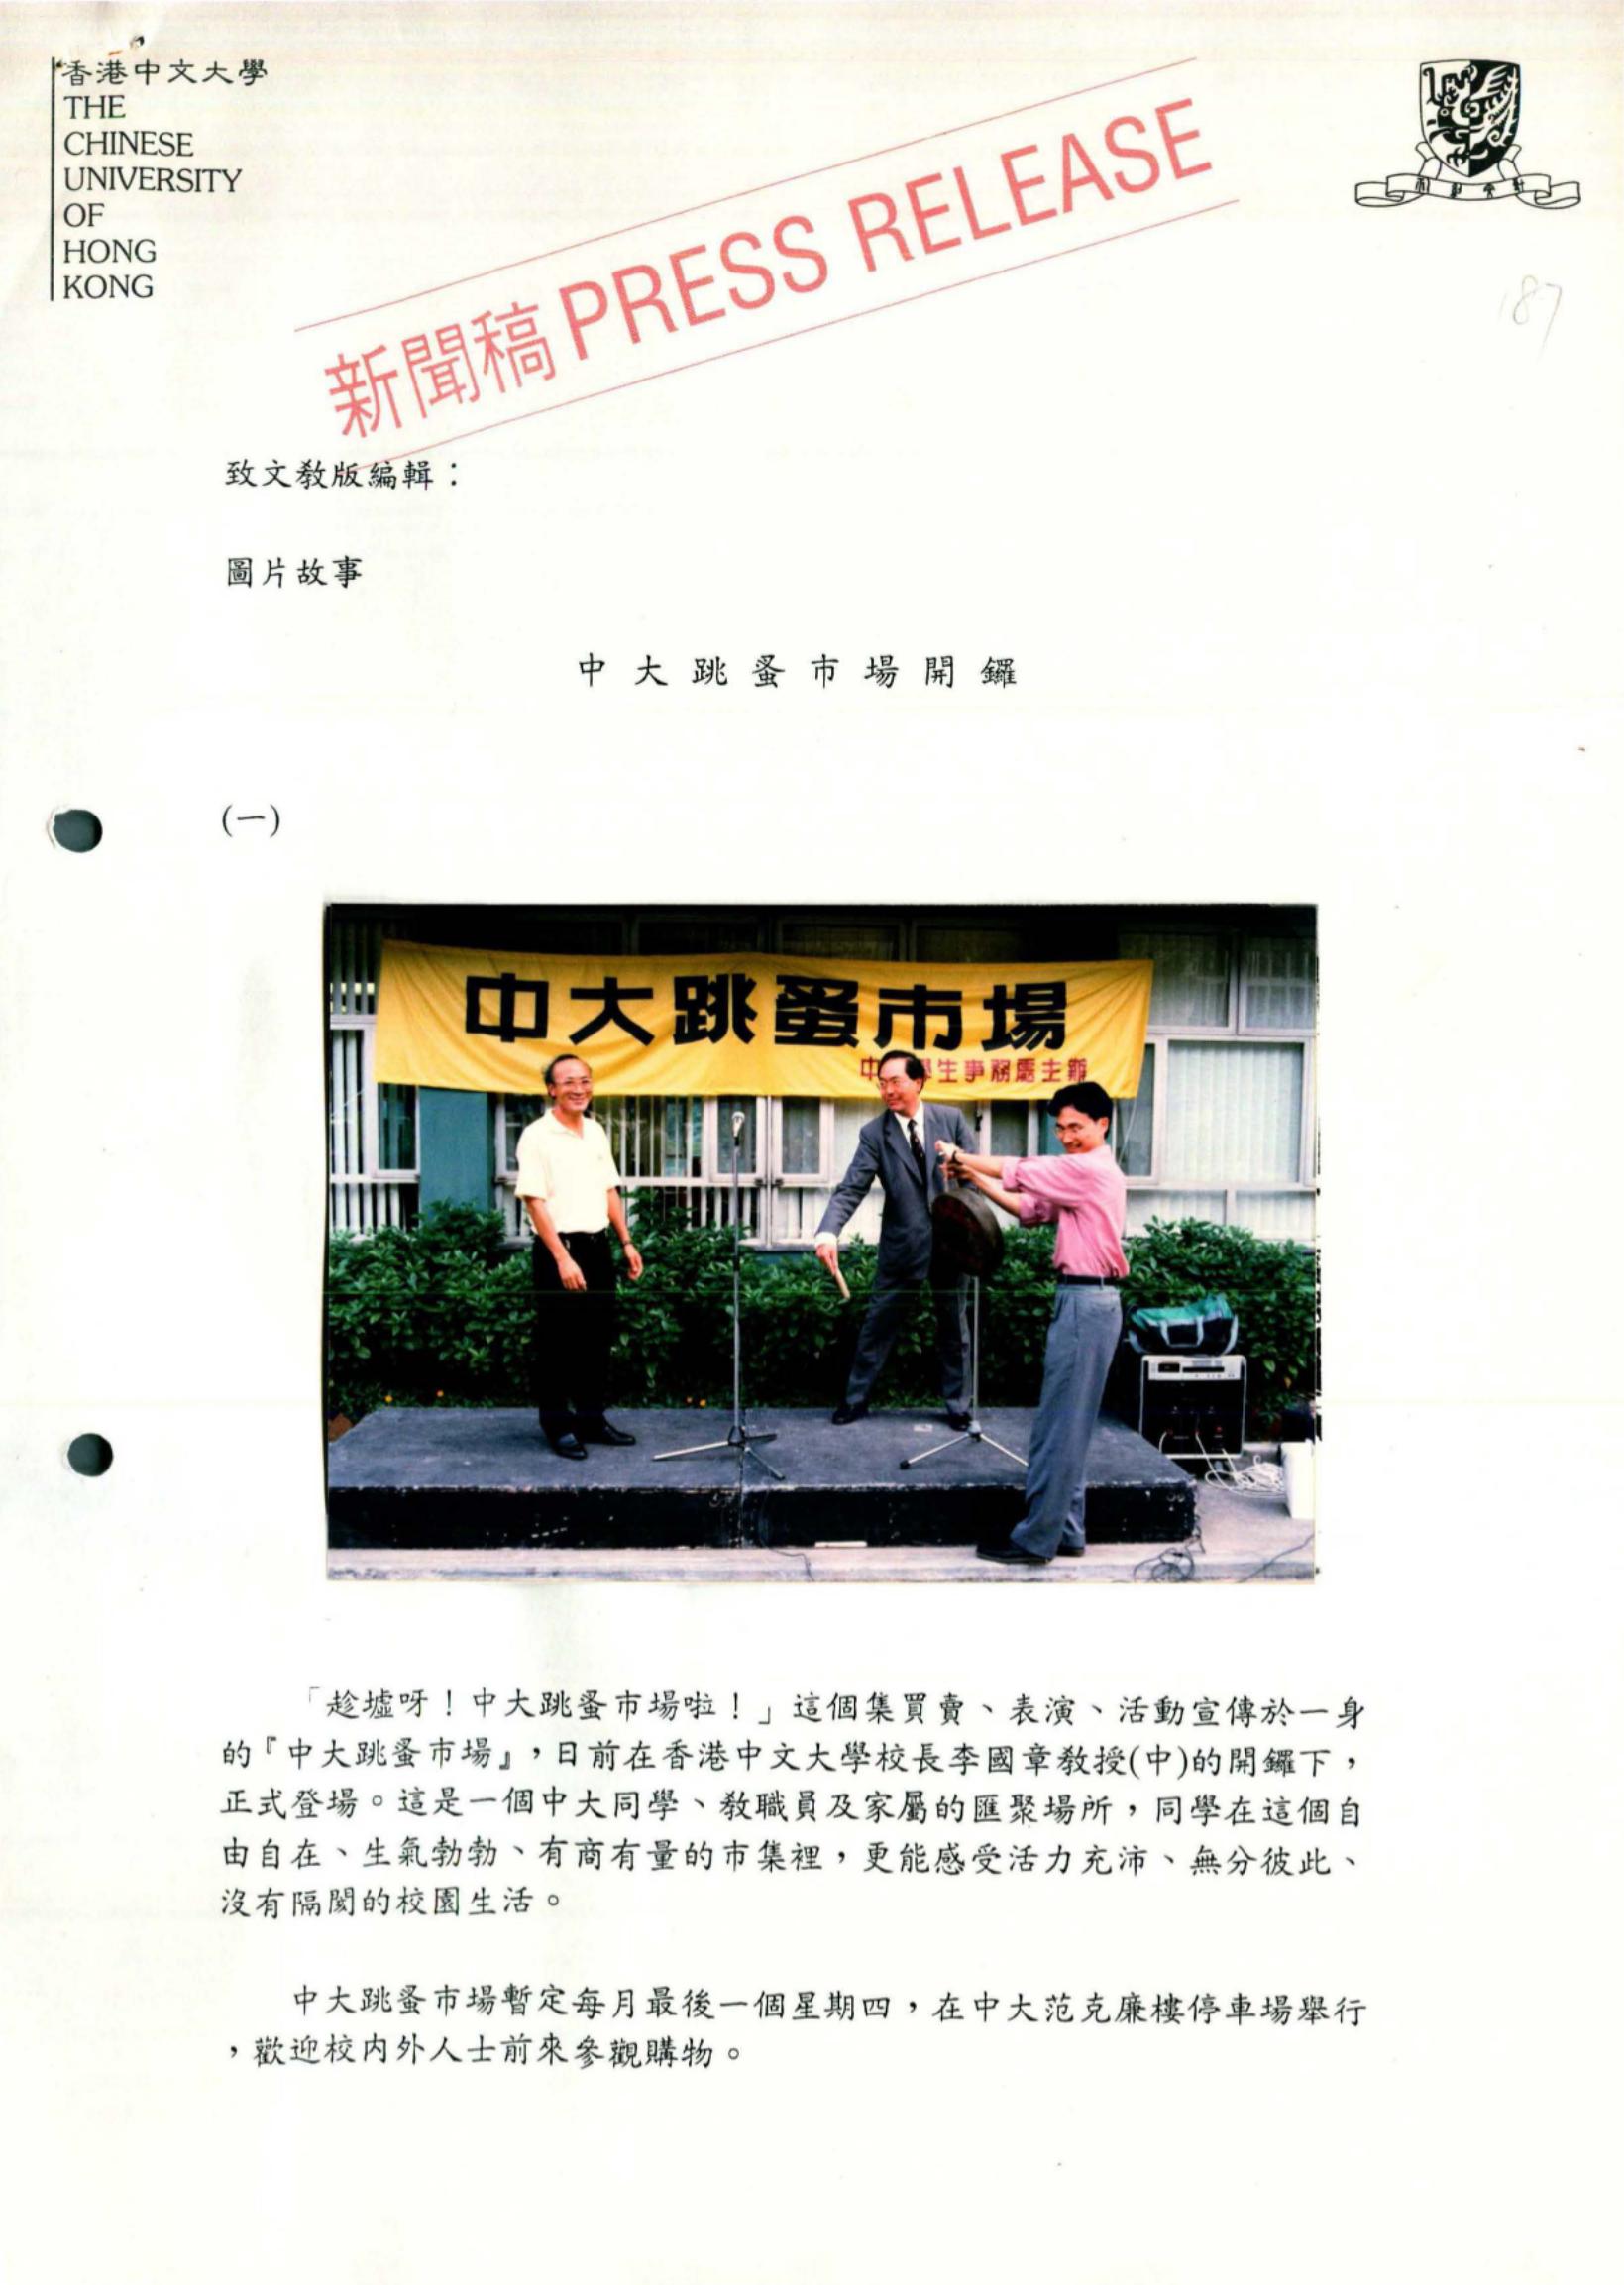 香港中文大學
THE
CHINESE
UNIVERSITY
OF
HONG
KONG
新聞稿 PRESS RELEASE
187
致文教版編輯：
圖片故事
中大跳蚤市場開鑼
(一)
中大跳蚤市場
中 學生事務處主辦
「趁墟呀！中大跳蚤市場啦！」這個集買賣、表演、活動宣傳於一身
的『中大跳蚤市場』，日前在香港中文大學校長李國章教授(中)的開鑼下，
正式登場。這是一個中大同學、教職員及家屬的匯聚場所，同學在這個自
由自在、生氣勃勃、有商有量的市集裡，更能感受活力充沛、無分彼此、
沒有隔閡的校園生活。
中大跳蚤市場暫定每月最後一個星期四，在中大范克廉樓停車場舉行
，歡迎校內外人士前來參觀購物。